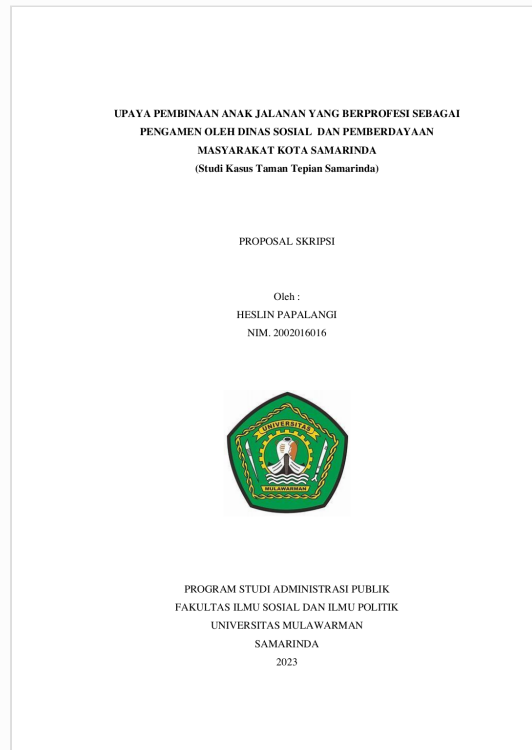 UPAYA PEMBINAAN ANAK JALANAN YANG BERPROFESI SEBAGAI
PENGAMEN OLEH DINAS SOSIAL DAN PEMBERDAYAAN
MASYARAKAT KOTA SAMARINDA
(Studi Kasus Taman Tepian Samarinda)
PROPOSAL SKRIPSI
Oleh :
HESLIN PAPALANGI
NIM. 2002016016
UNIVERSITAS
MULAWARMAN
PROGRAM STUDI ADMINISTRASI PUBLIK
FAKULTAS ILMU SOSIAL DAN ILMU POLITIK
UNIVERSITAS MULAWARMAN
SAMARINDA
2023